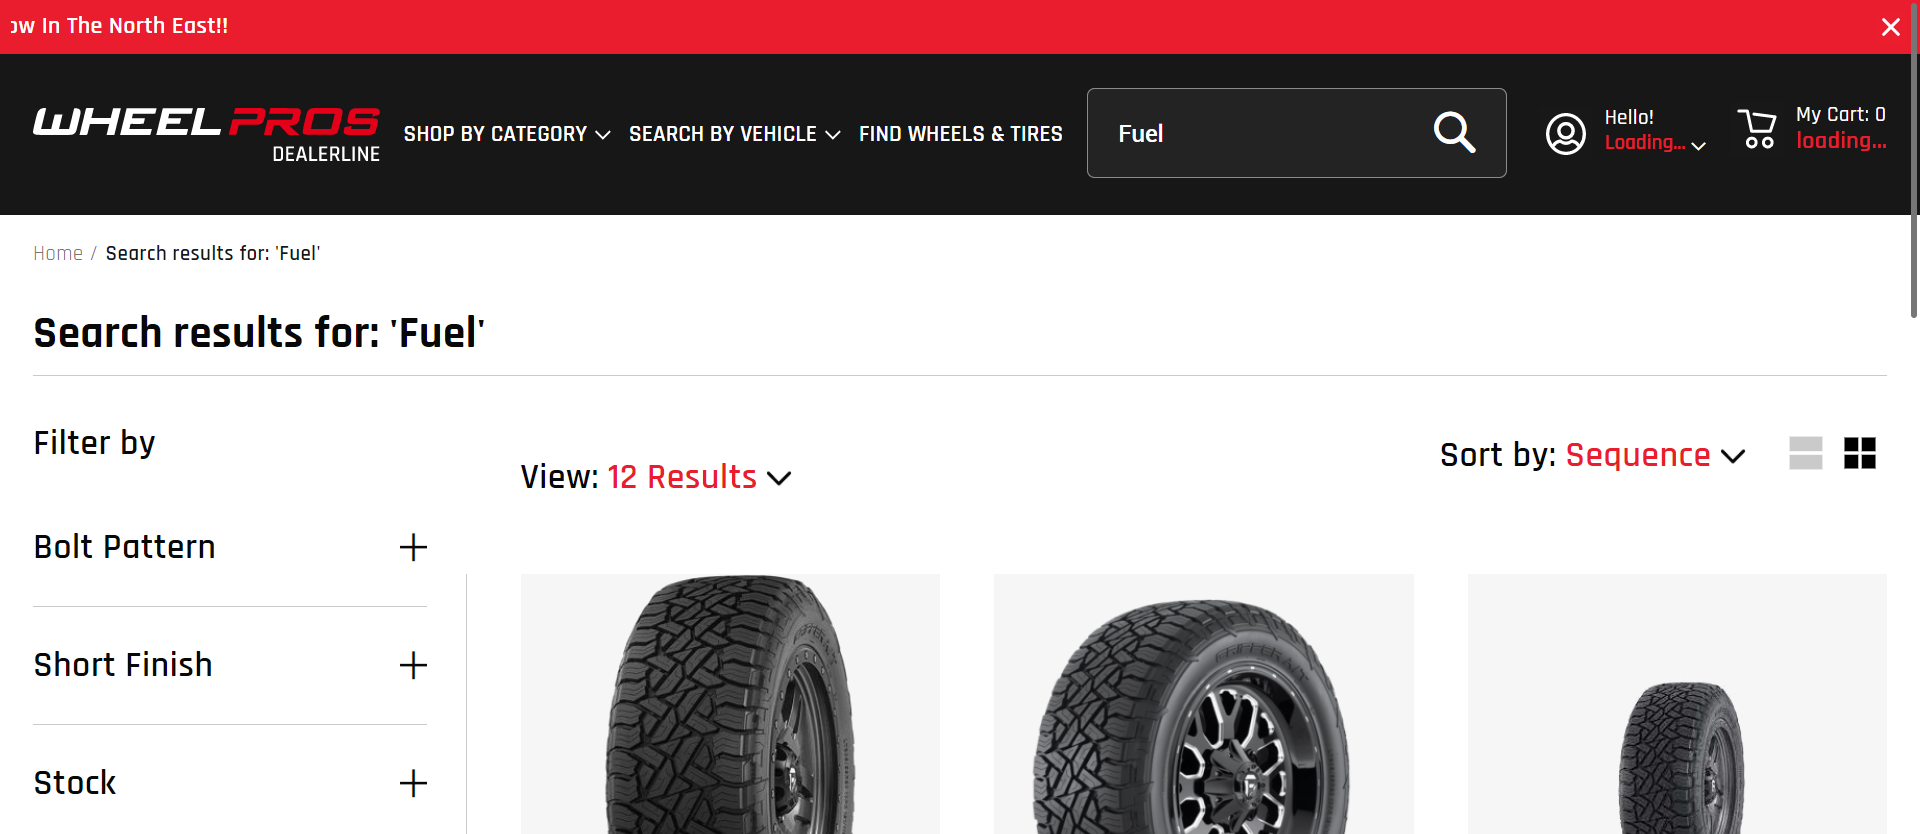 ow In The North East!!
WHEEL PROS
DEALERLINE
SHOP BY CATEGORY
SEARCH BY VEHICLE
FIND WHEELS & TIRES
Fuel
Hello!
Loading...
My Cart: 0
loading...
Home / Search results for: 'Fuel'
Search results for: 'Fuel'
Filter by
View: 12 Results
Sort by: Sequence
Bolt Pattern
Short Finish
Stock